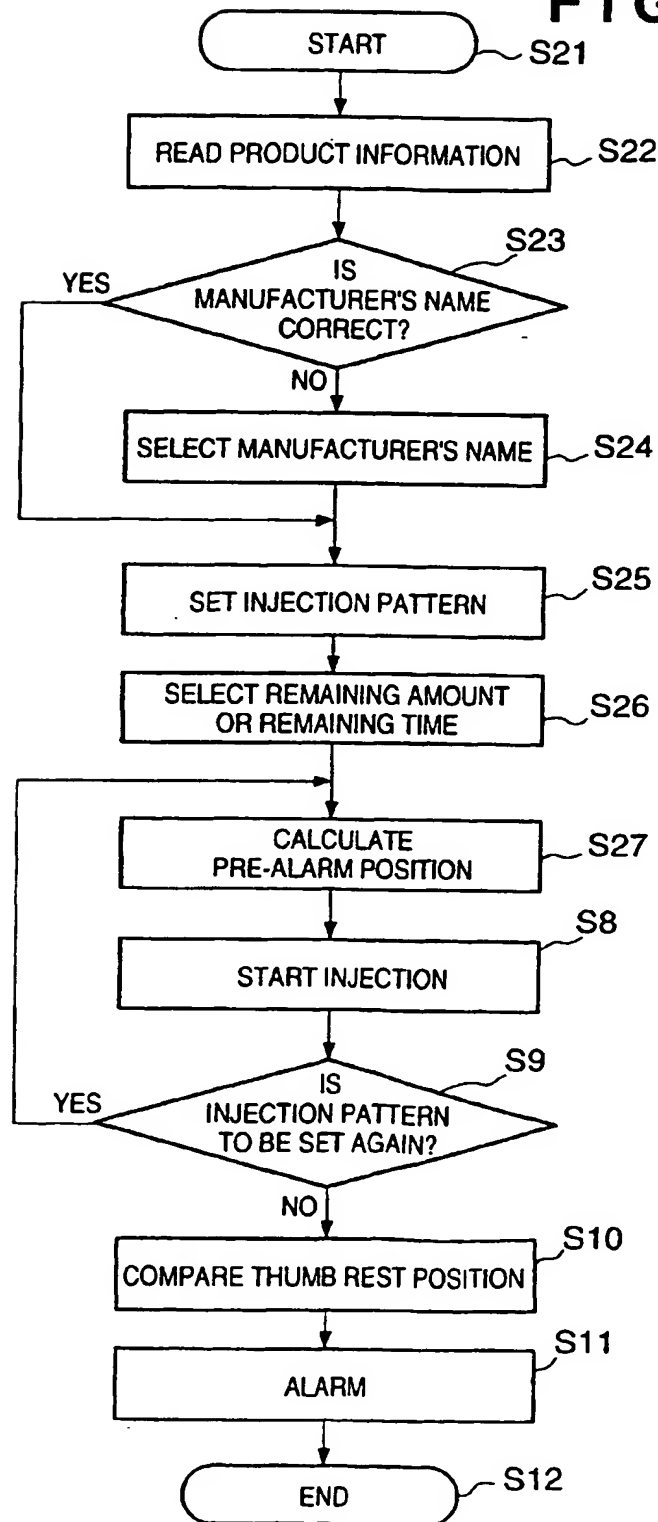 FIG
START
S21
READ PRODUCT INFORMATION
S22
S23
YES
IS
MANUFACTURER'S NAME
CORRECT?
NO
SELECT MANUFACTURER'S NAME
S24
SET INJECTION PATTERN
S25
SELECT REMAINING AMOUNT
OR REMAINING TIME
S26
CALCULATE
PRE-ALARM POSITION
S27
S8
START INJECTION
S9
YES
IS
INJECTION PATTERN
TO BE SET AGAIN?
NO
S10
COMPARE THUMB REST POSITION
S11
ALARM
END
S12